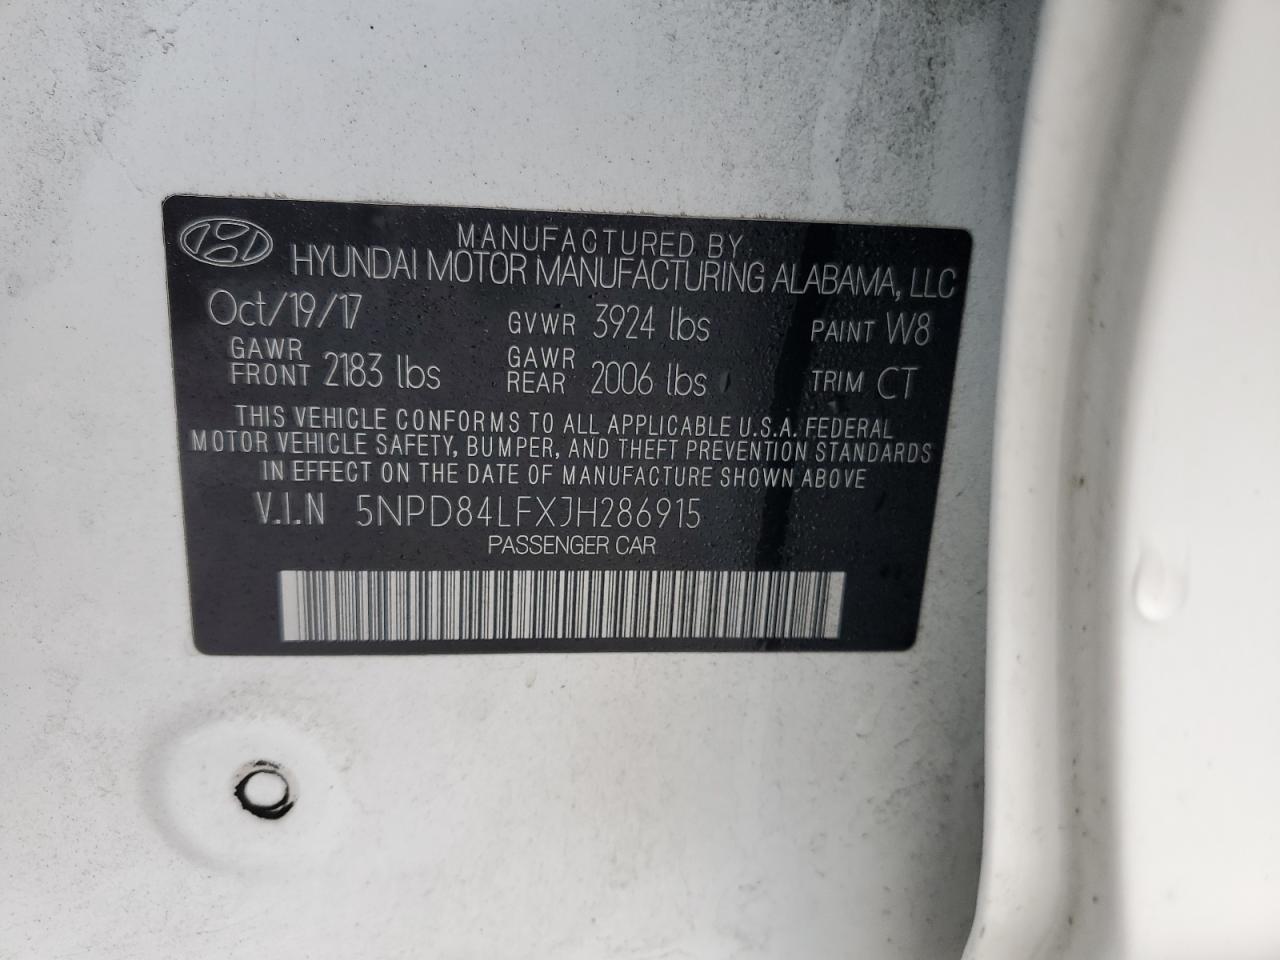 MANUFACTURED BY
HYUNDAI MOTOR MANUFACTURING ALABAMA, LLC
Oct/19/17 GVWR 3924 lbs PAINT W8
GAWR FRONT 2183 lbs GAWR REAR 2006 lbs TRIM CT
THIS VEHICLE CONFORMS TO ALL APPLICABLE U.S.A. FEDERAL
MOTOR VEHICLE SAFETY, BUMPER, AND THEFT PREVENTION STANDARDS
IN EFFECT ON THE DATE OF MANUFACTURE SHOWN ABOVE
V.I.N 5NPD84LFXJH286915
PASSENGER CAR